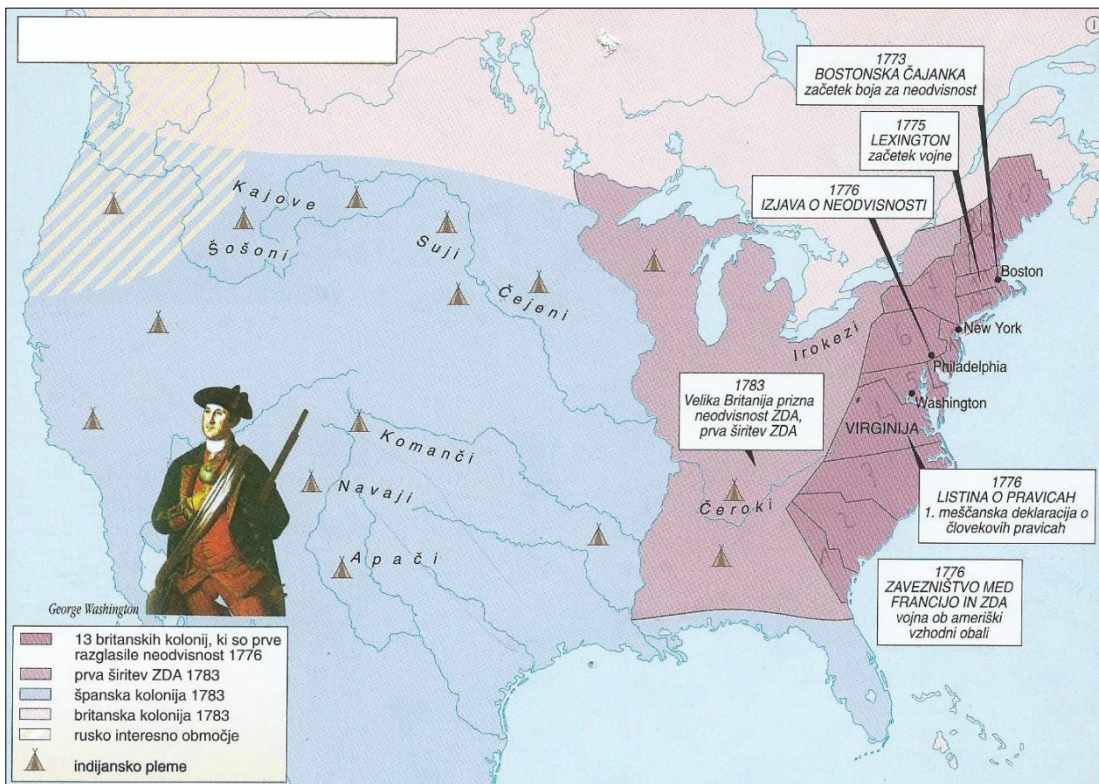 1773
BOSTONSKA ČAJANKA
začetek boja za neodvisnost
1775
LEXINGTON
začetek vojne
1776
IZJAVA O NEODVISNOSTI
Kajove
Šošoni
Suji
Čejeni
Irokezi
Boston
New York
Philadelphia
Washington
VIRGINIJA
1783
Velika Britanija prizna
neodvisnost ZDA,
prva širitev ZDA
Komanči
Navaji
Apači
Čeroki
1776
LISTINA O PRAVICAH
1. meščanska deklaracija o
človekovih pravicah
1776
ZAVEZNIŠTVO MED
FRANCIJO IN ZDA
vojna ob ameriški
vzhodni obali
George Washington
13 britanskih kolonij, ki so prve
razglasile neodvisnost 1776
prva širitev ZDA 1783
španska kolonija 1783
britanska kolonija 1783
rusko interesno območje
indijansko pleme